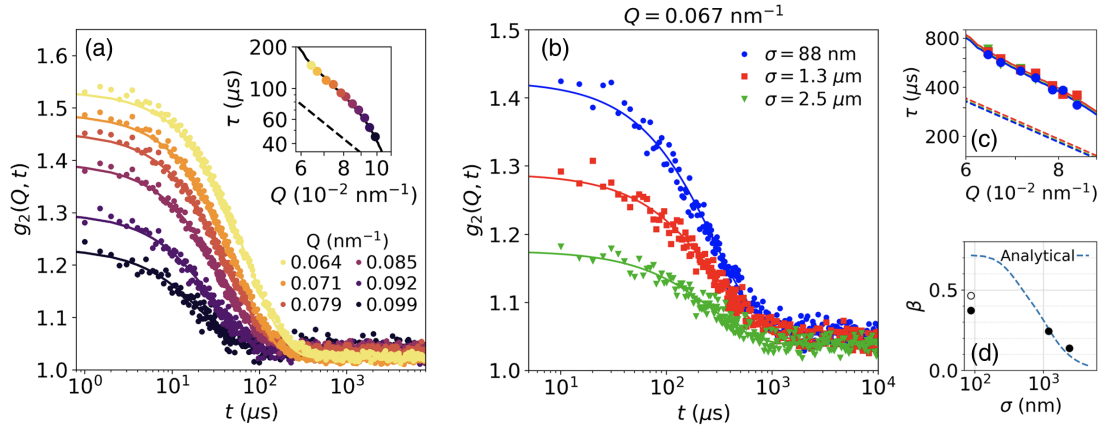 Q = 0.067 nm⁻¹
(a)
1.6
1.5
1.4
1.3
1.2
1.1
1.0
g₂(Q, t)
10⁰
10¹
10²
10³
t (μs)
200
100
60
40
τ (μs)
6
8
10
Q (10⁻² nm⁻¹)
Q (nm⁻¹)
0.064
0.085
0.071
0.092
0.079
0.099
(b)
σ = 88 nm
σ = 1.3 μm
σ = 2.5 μm
1.5
1.4
1.3
1.2
1.1
1.0
g₂(Q, t)
10¹
10²
10³
10⁴
t (μs)
800
400
200
τ (μs)
(c)
6
8
Q (10⁻² nm⁻¹)
Analytical
0.5
0.0
β
(d)
10²
10³
σ (nm)